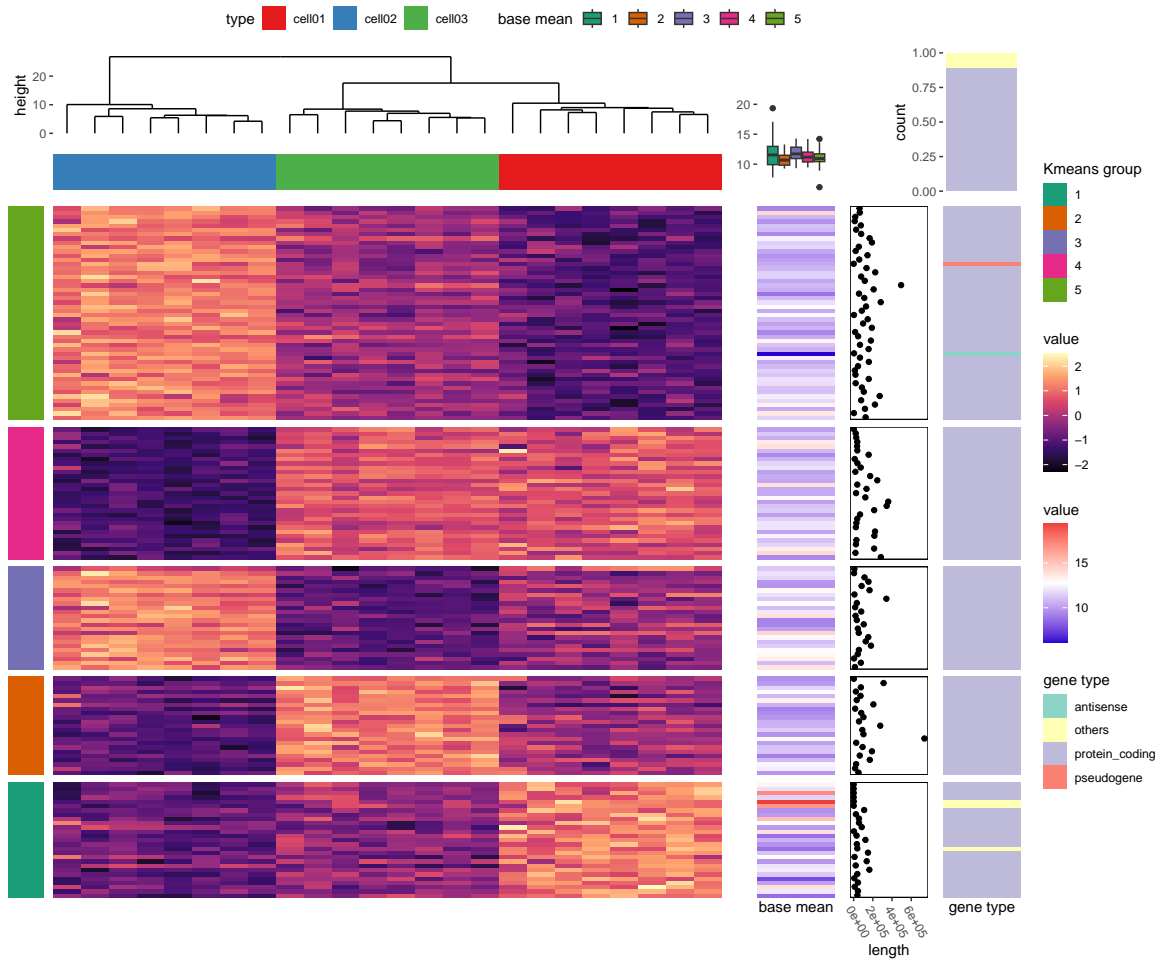 type cell01 cell02 cell03 base mean 1 2 3 4 5
height
20
10
0
20
15
10
count
1.00
0.75
0.50
0.25
0.00
Kmeans group
1
2
3
4
5
value
2
1
0
−1
−2
value
15
10
gene type
antisense
others
protein_coding
pseudogene
base mean
0e+00
2e+05
4e+05
6e+05
length
gene type